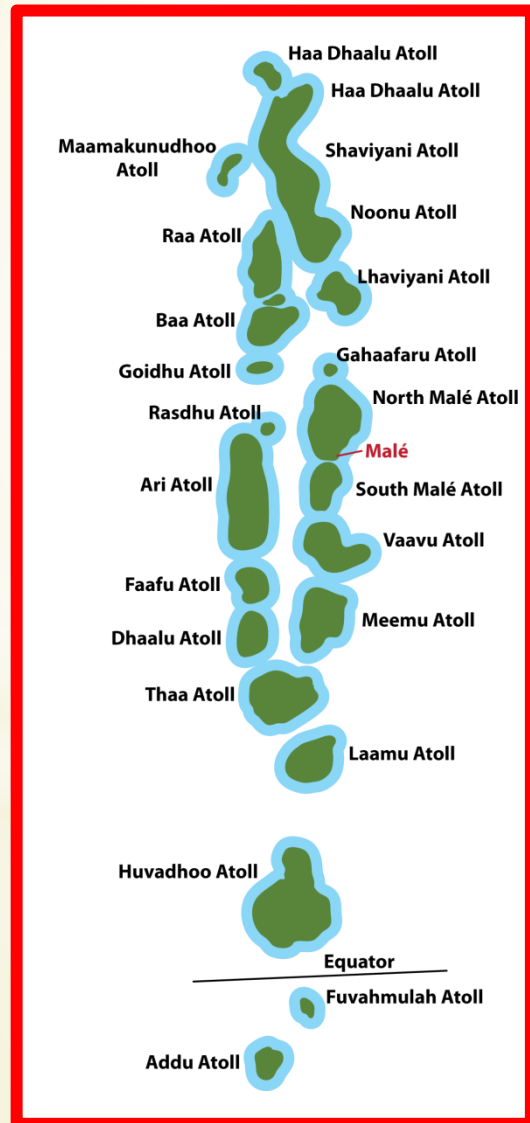 Haa Dhaalu Atoll
Haa Dhaalu Atoll
Maamakunudhoo
Atoll
Shaviyani Atoll
Noonu Atoll
Raa Atoll
Lhaviyani Atoll
Baa Atoll
Gahaafaru Atoll
Goidhu Atoll
North Malé Atoll
Rasdhu Atoll
Malé
Ari Atoll
South Malé Atoll
Vaavu Atoll
Faafu Atoll
Meemu Atoll
Dhaalu Atoll
Thaa Atoll
Laamu Atoll
Huvadhoo Atoll
Equator
Fuvahmulah Atoll
Addu Atoll